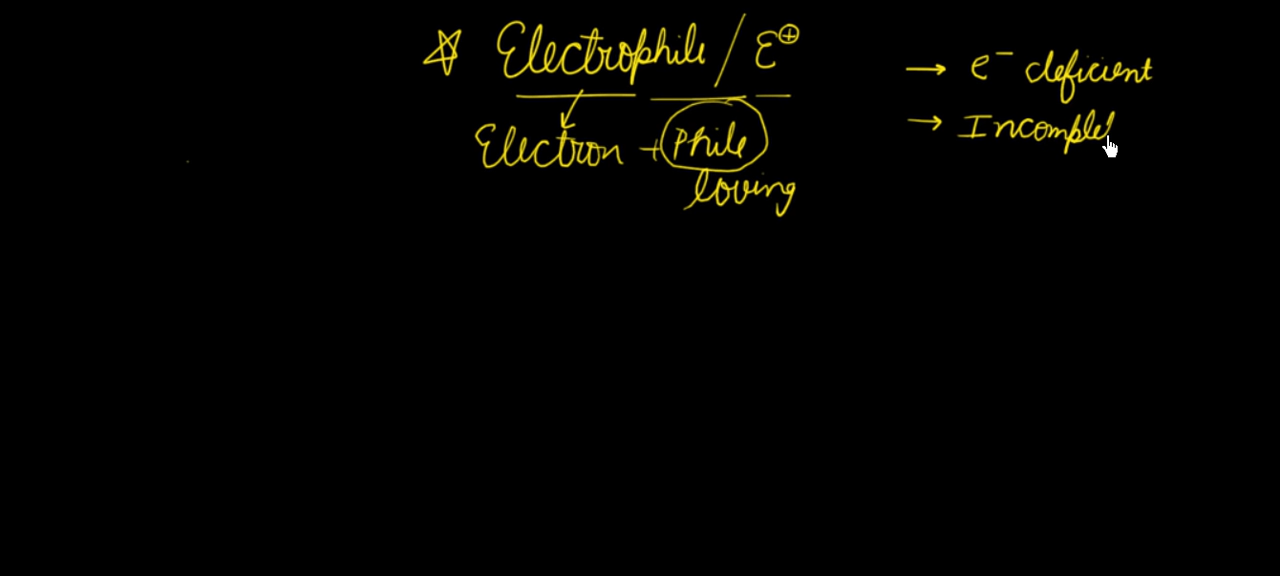 ☆ Electrophile / E⊕
Electron + Phile
loving
→ e⁻ deficient
→ Incomplet